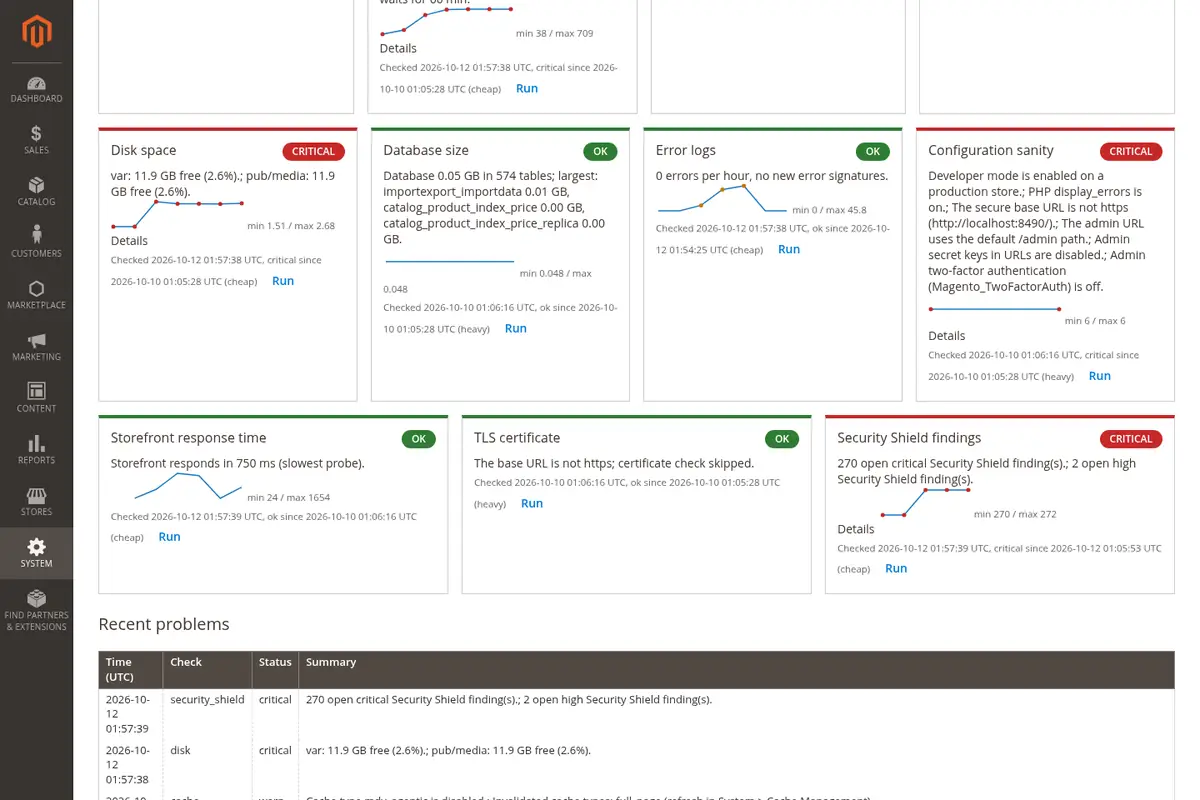 min 38 / max 709
Details
Checked 2026-10-12 01:57:38 UTC, critical since 2026-
10-10 01:05:28 UTC (cheap) Run
DASHBOARD
SALES
CATALOG
CUSTOMERS
MARKETPLACE
MARKETING
CONTENT
REPORTS
STORES
SYSTEM
FIND PARTNERS
& EXTENSIONS
Disk space CRITICAL
var: 11.9 GB free (2.6%).; pub/media: 11.9
GB free (2.6%).
min 1.51 / max 2.68
Details
Checked 2026-10-12 01:57:38 UTC, critical since
2026-10-10 01:05:28 UTC (cheap) Run
Database size OK
Database 0.05 GB in 574 tables; largest:
importexport_importdata 0.01 GB,
catalog_product_index_price 0.00 GB,
catalog_product_index_price_replica 0.00
GB.
min 0.048 / max
0.048
Checked 2026-10-10 01:06:16 UTC, ok since 2026-10-
10 01:05:28 UTC (heavy) Run
Error logs OK
0 errors per hour, no new error signatures.
min 0 / max 45.8
Checked 2026-10-12 01:57:38 UTC, ok since 2026-10-
12 01:54:25 UTC (cheap) Run
Configuration sanity CRITICAL
Developer mode is enabled on a
production store.; PHP display_errors is
on.; The secure base URL is not https
(http://localhost:8490/).; The admin URL
uses the default /admin path.; Admin
secret keys in URLs are disabled.; Admin
two-factor authentication
(Magento_TwoFactorAuth) is off.
min 6 / max 6
Details
Checked 2026-10-10 01:06:16 UTC, critical since
2026-10-10 01:05:28 UTC (heavy) Run
Storefront response time OK
Storefront responds in 750 ms (slowest probe).
min 24 / max 1654
Checked 2026-10-12 01:57:39 UTC, ok since 2026-10-10 01:06:16 UTC
(cheap) Run
TLS certificate OK
The base URL is not https; certificate check skipped.
Checked 2026-10-10 01:06:16 UTC, ok since 2026-10-10 01:05:28 UTC
(heavy) Run
Security Shield findings CRITICAL
270 open critical Security Shield finding(s).; 2 open high
Security Shield finding(s).
min 270 / max 272
Details
Checked 2026-10-12 01:57:39 UTC, critical since 2026-10-12 01:05:53 UTC
(cheap) Run
Recent problems
Time (UTC) Check Status Summary
2026-10-12 01:57:39 security_shield critical 270 open critical Security Shield finding(s).; 2 open high Security Shield finding(s).
2026-10-12 01:57:38 disk critical var: 11.9 GB free (2.6%).; pub/media: 11.9 GB free (2.6%).